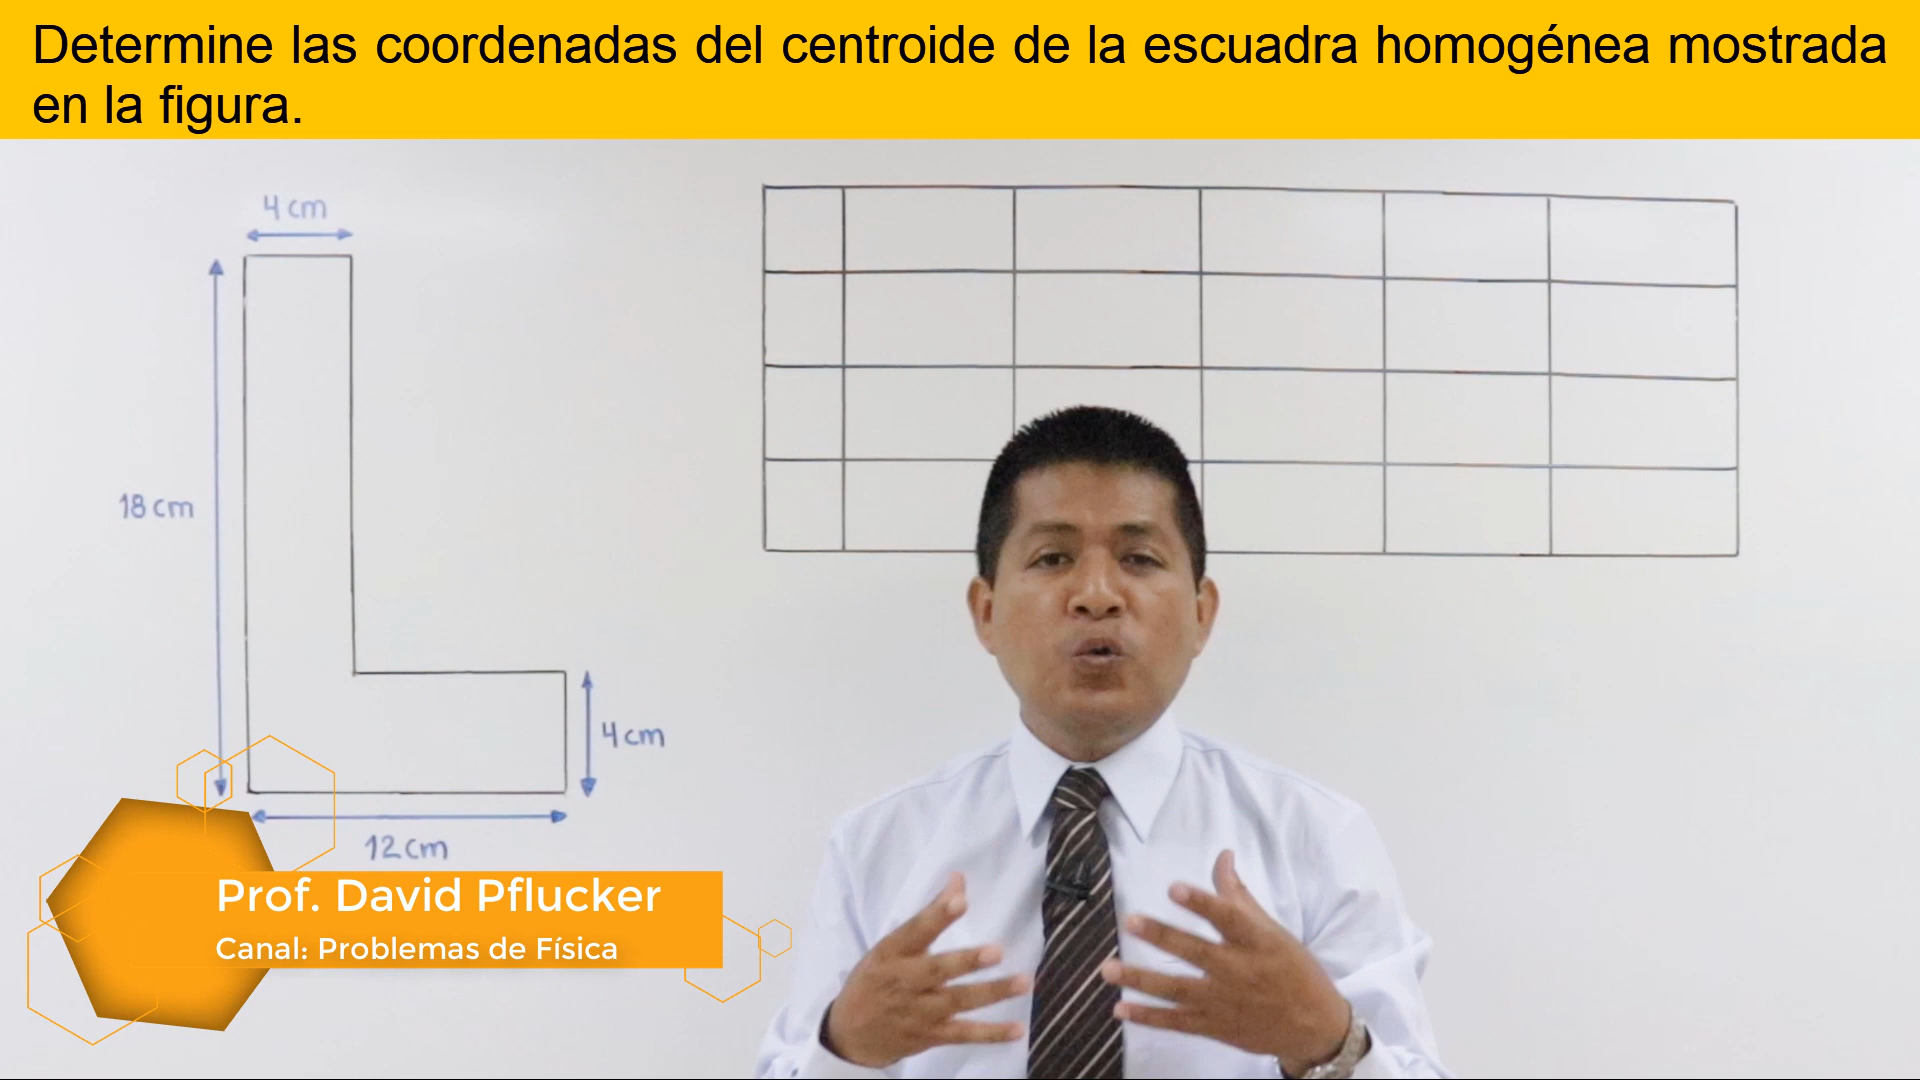 Determine las coordenadas del centroide de la escuadra homogénea mostrada
en la figura.
4 cm
18 cm
4 cm
12 cm
Prof. David Pflucker
Canal: Problemas de Física